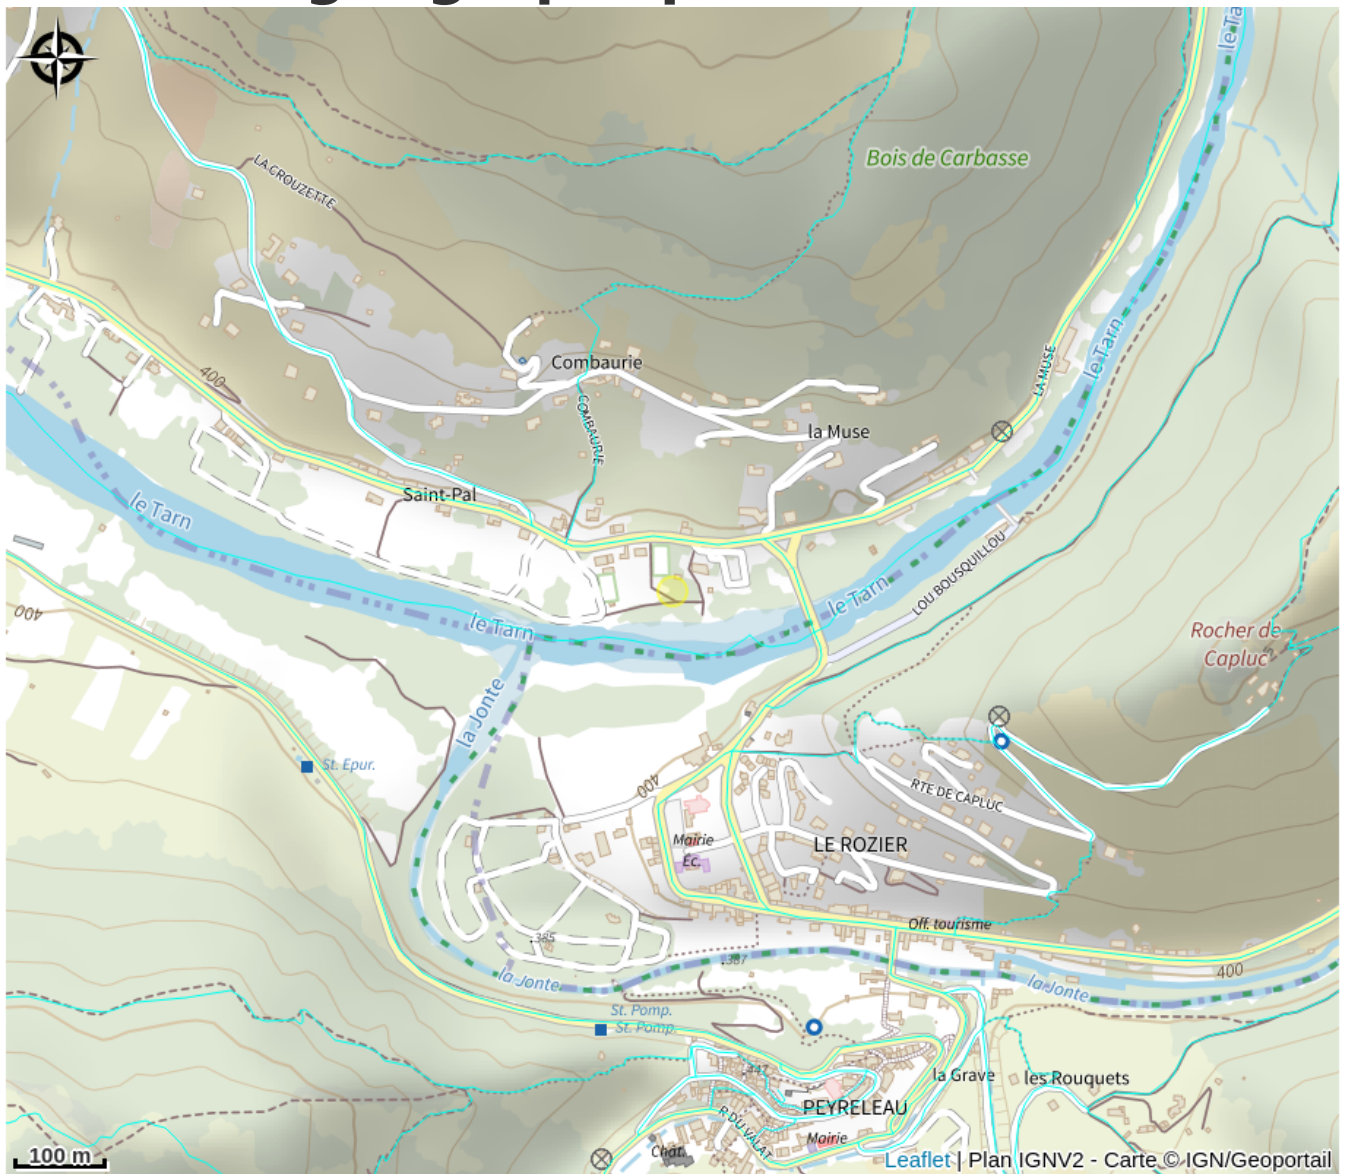 le Ta
Bois de Carbasse
LA CROUZETTE
le Tarn
LA MUSE
Combaurie
400
COMBAURIE
la Muse
Saint-Pal
le Tarn
LOU BOUSQUILLOU
le Tarn
400
le Tarn
Rocher de
Capluc
la Jonte
St. Epur.
400
RTE DE CAPLUC
Mairie
Éc.
LE ROZIER
Off. tourisme
385
387
400
la Jonte
la Jonte
St. Pomp.
St. Pomp.
447
la Grave
les Rouquets
PEYRELEAU
R DU VALAT
Mairie
Chât.
100 m
Leaflet | Plan IGNV2 - Carte © IGN/Geoportail